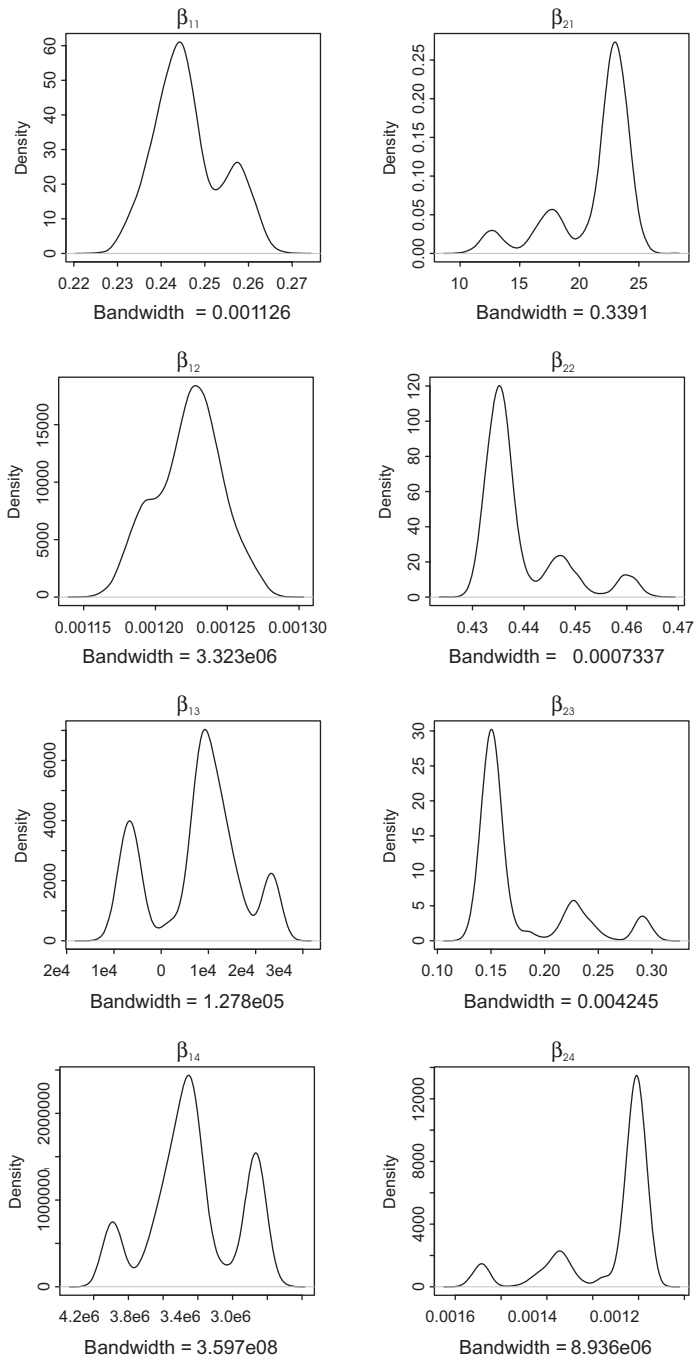 β11
Density
0 10 20 30 40 50 60
0.22 0.23 0.24 0.25 0.26 0.27
Bandwidth = 0.001126
β21
Density
0.00 0.05 0.10 0.15 0.20 0.25
10 15 20 25
Bandwidth = 0.3391
β12
Density
0 5000 10000 15000
0.00115 0.00120 0.00125 0.00130
Bandwidth = 3.323e06
β22
Density
0 20 40 60 80 100 120
0.43 0.44 0.45 0.46 0.47
Bandwidth = 0.0007337
β13
Density
0 2000 4000 6000
2e4 1e4 0 1e4 2e4 3e4
Bandwidth = 1.278e05
β23
Density
0 5 10 15 20 25 30
0.10 0.15 0.20 0.25 0.30
Bandwidth = 0.004245
β14
Density
0 1000000 2000000
4.2e6 3.8e6 3.4e6 3.0e6
Bandwidth = 3.597e08
β24
Density
0 4000 8000 12000
0.0016 0.0014 0.0012
Bandwidth = 8.936e06